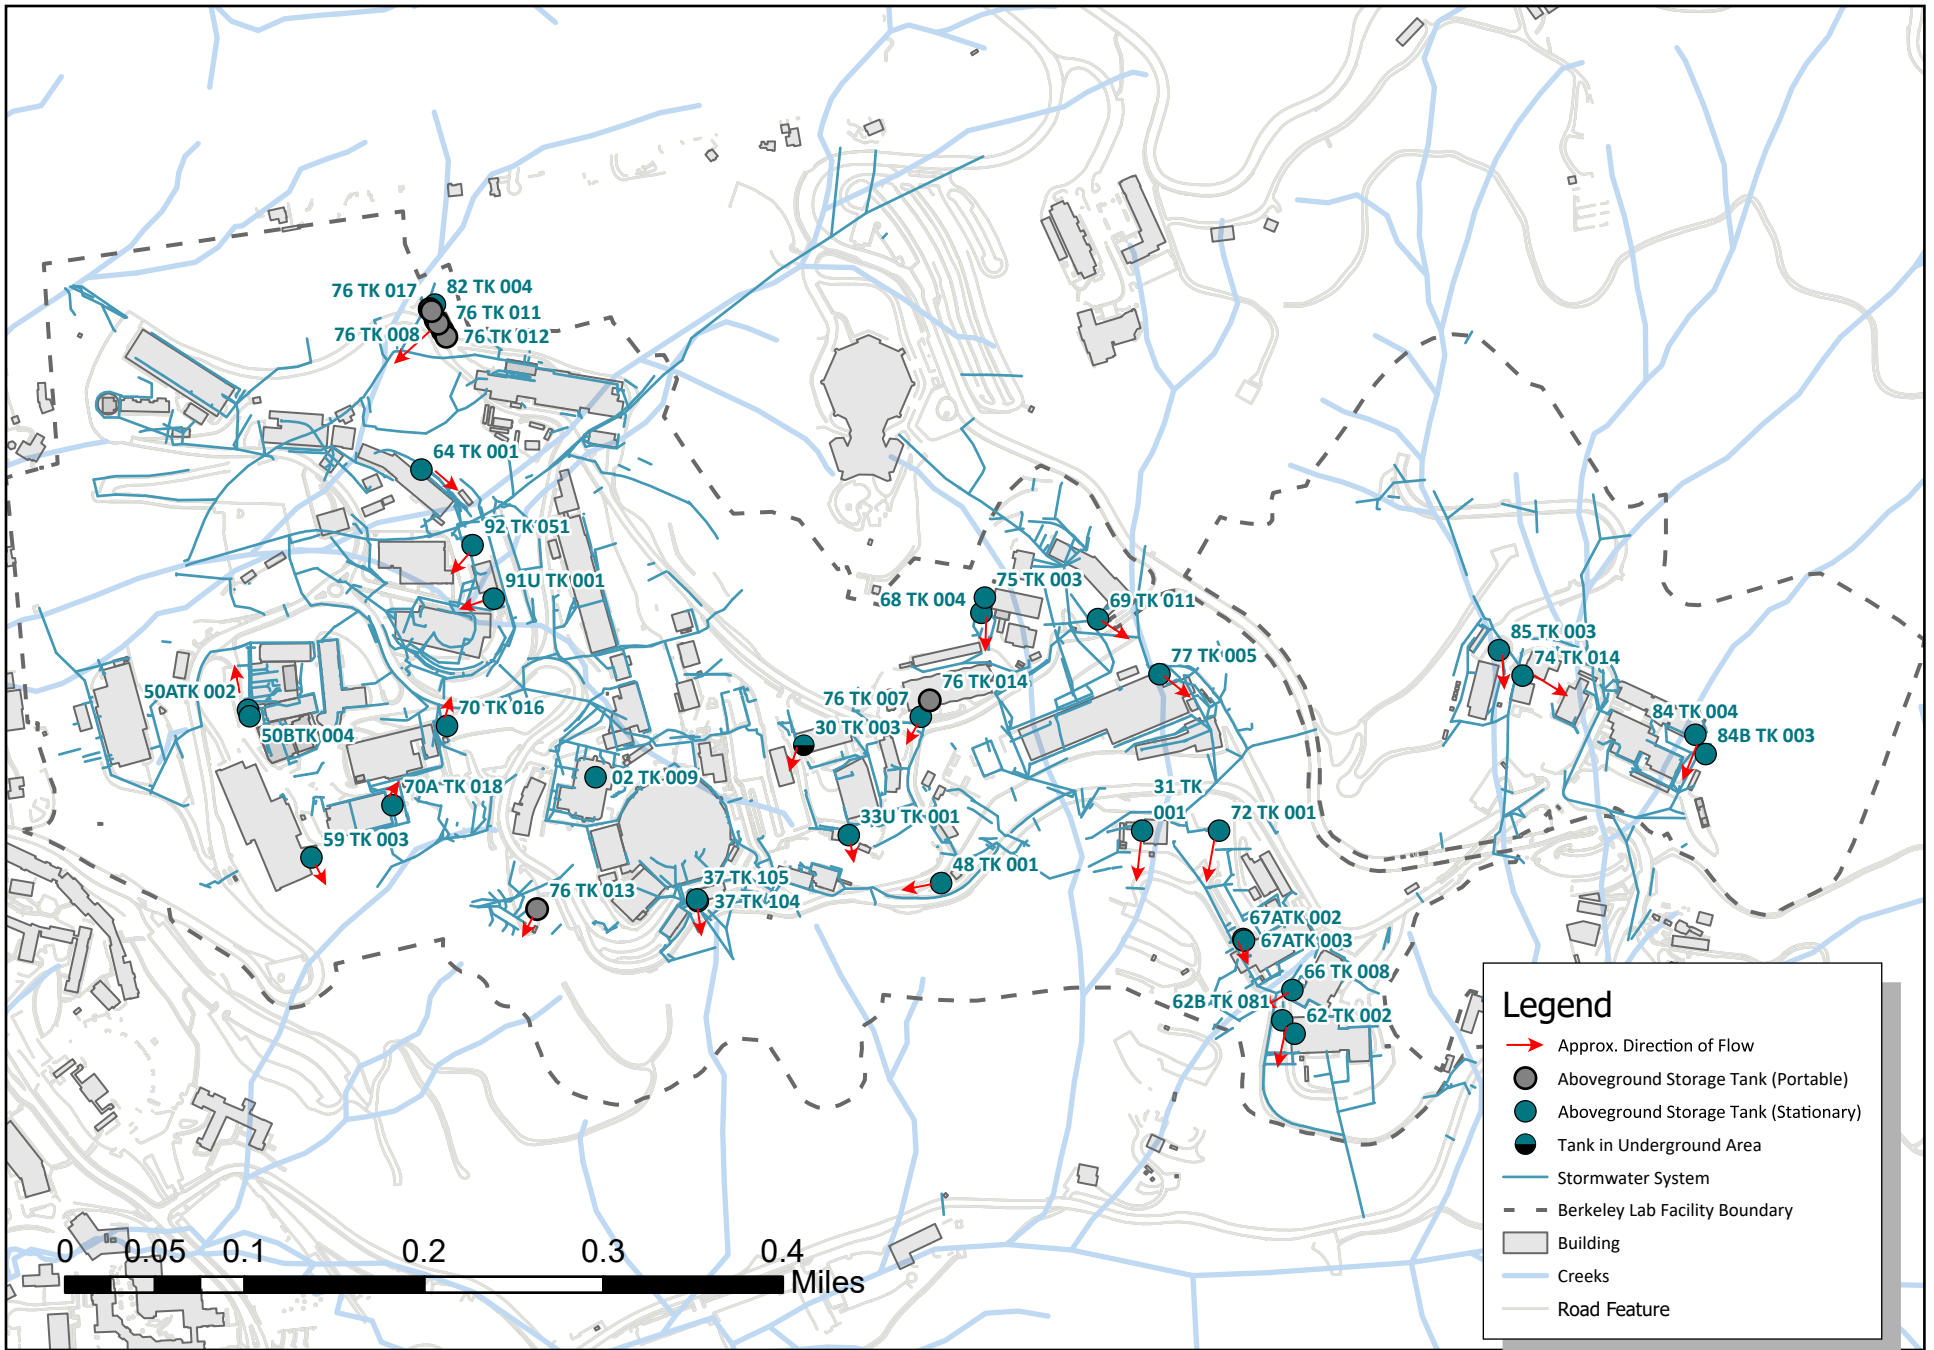 76 TK 017
82 TK 004
76 TK 011
76 TK 008
76 TK 012
64 TK 001
92 TK 051
91U TK 001
75 TK 003
68 TK 004
69 TK 011
85 TK 003
74 TK 014
77 TK 005
50ATK 002
76 TK 014
76 TK 007
70 TK 016
50BTK 004
30 TK 003
84 TK 004
84B TK 003
02 TK 009
70A TK 018
31 TK
001
72 TK 001
33U TK 001
59 TK 003
48 TK 001
37 TK 105
76 TK 013
37 TK 104
67ATK 002
67ATK 003
66 TK 008
62B TK 081
62 TK 002
Legend
Approx. Direction of Flow
Aboveground Storage Tank (Portable)
Aboveground Storage Tank (Stationary)
Tank in Underground Area
Stormwater System
Berkeley Lab Facility Boundary
Building
Creeks
Road Feature
0 0.05 0.1 0.2 0.3 0.4
Miles